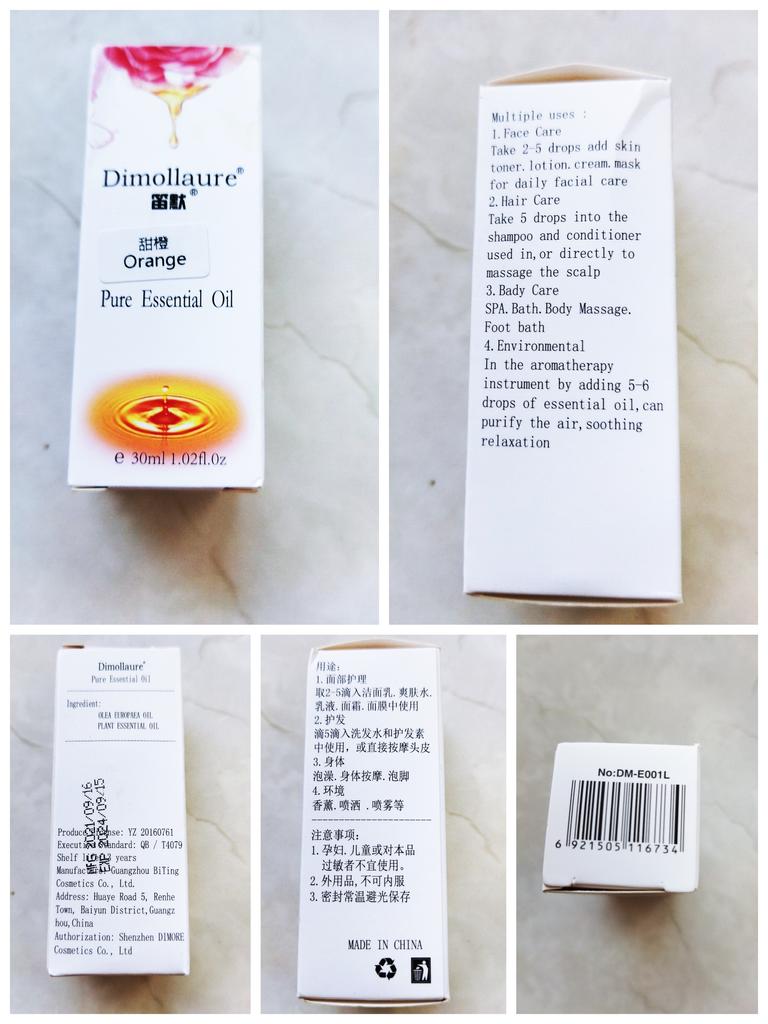 Dimollaure®
笛默®
甜橙
Orange
Pure Essential Oil
e 30ml 1.02fl.0z
Multiple uses :
1.Face Care
Take 2-5 drops add skin
toner.lotion.cream.mask
for daily facial care
2.Hair Care
Take 5 drops into the
shampoo and conditioner
used in,or directly to
massage the scalp
3.Bady Care
SPA.Bath.Body Massage.
Foot bath
4.Environmental
In the aromatherapy
instrument by adding 5-6
drops of essential oil,can
purify the air,soothing
relaxation
Dimollaure®
Pure Essential Oil
Ingredient:
OLEA EUROPAEA OIL
PLANT ESSENTIAL OIL
MFG 2021/09/16
EXP 2024/09/15
YZ 20160761
Standard: QB / T4079
Shelf years
Guangzhou BiTing
Cosmetics Co., Ltd.
Address: Huaye Road 5, Renhe
Town, Baiyun District,Guangz
hou,China
Authorization: Shenzhen DIMORE
Cosmetics Co., Ltd
用途:
1.面部护理
取2-5滴入洁面乳.爽肤水.
乳液.面霜.面膜中使用
2.护发
滴5滴入洗发水和护发素
中使用，或直接按摩头皮
3.身体
泡澡.身体按摩.泡脚
4.环境
香薰.喷洒.喷雾等
注意事项:
1.孕妇.儿童或对本品
过敏者不宜使用。
2.外用品,不可内服
3.密封常温避光保存
MADE IN CHINA
No:DM-E001L
6 921505 116734